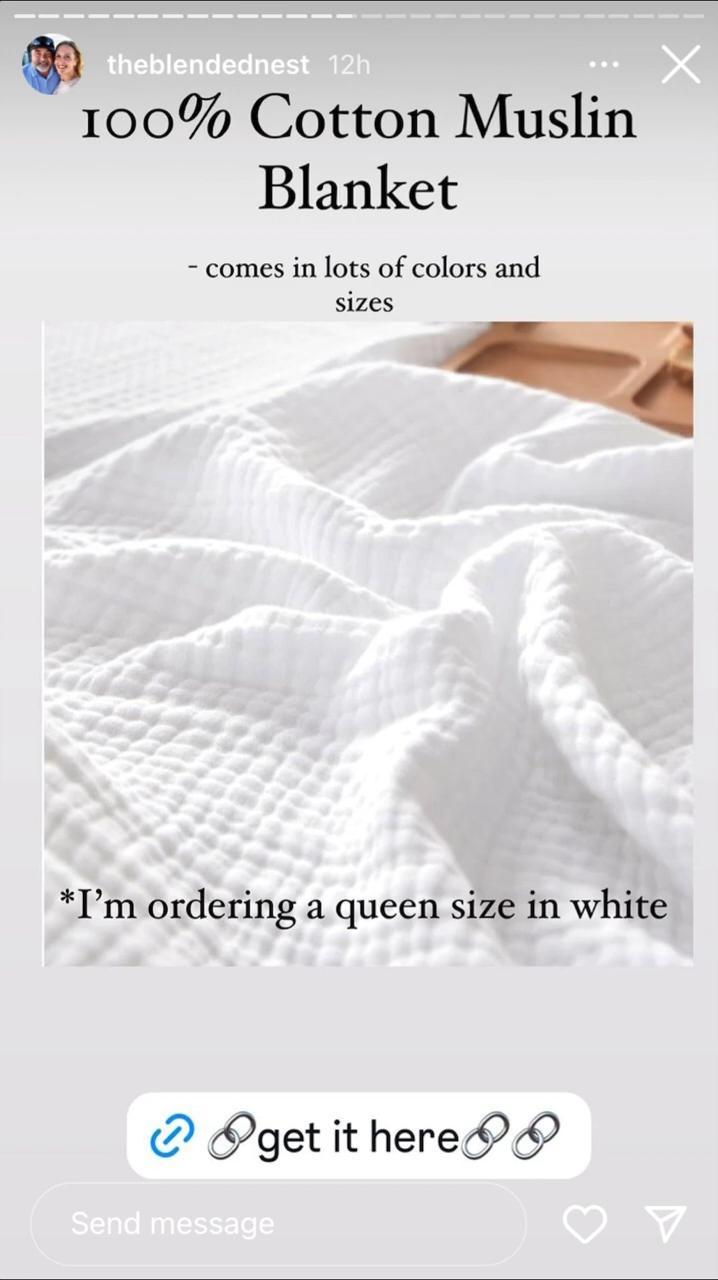 theblendednest 12h
100% Cotton Muslin
Blanket
- comes in lots of colors and
sizes
*I'm ordering a queen size in white
get it here
Send message